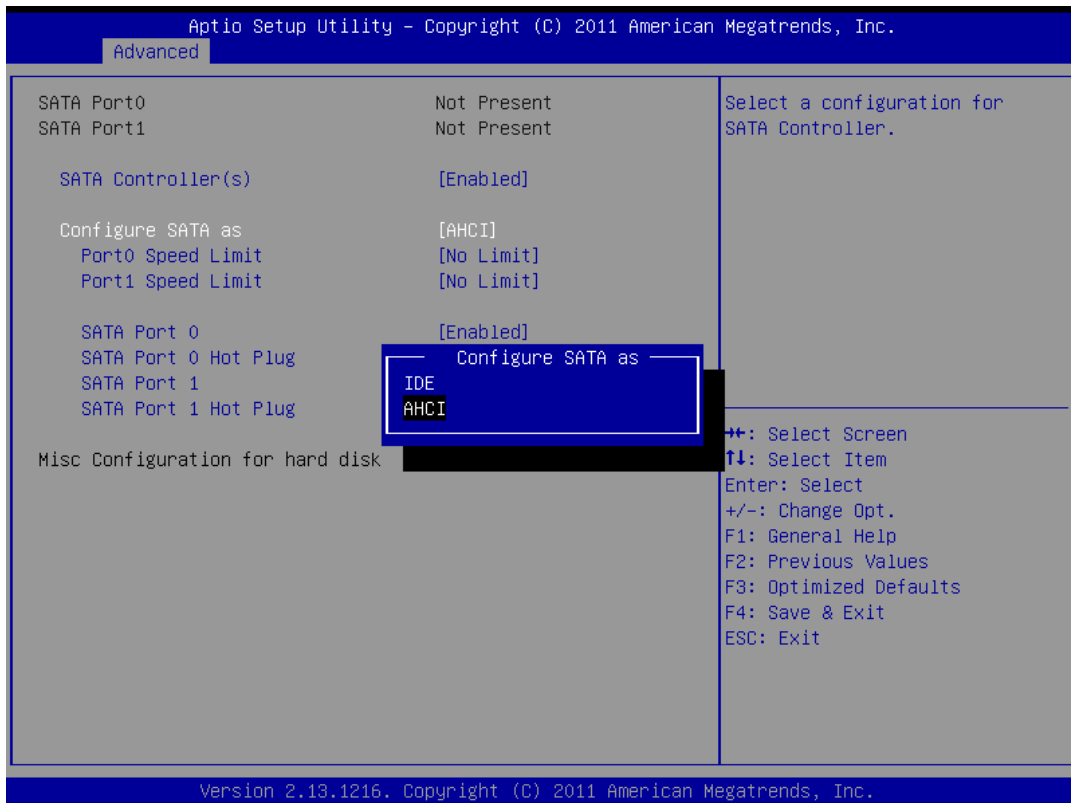 Aptio Setup Utility – Copyright (C) 2011 American Megatrends, Inc.
Advanced
SATA Port0 Not Present
SATA Port1 Not Present
SATA Controller(s) [Enabled]
Configure SATA as [AHCI]
Port0 Speed Limit [No Limit]
Port1 Speed Limit [No Limit]
SATA Port 0 [Enabled]
SATA Port 0 Hot Plug
SATA Port 1
SATA Port 1 Hot Plug
Misc Configuration for hard disk
Configure SATA as
IDE
AHCI
Select a configuration for
SATA Controller.
→←: Select Screen
↑↓: Select Item
Enter: Select
+/-: Change Opt.
F1: General Help
F2: Previous Values
F3: Optimized Defaults
F4: Save & Exit
ESC: Exit
Version 2.13.1216. Copyright (C) 2011 American Megatrends, Inc.